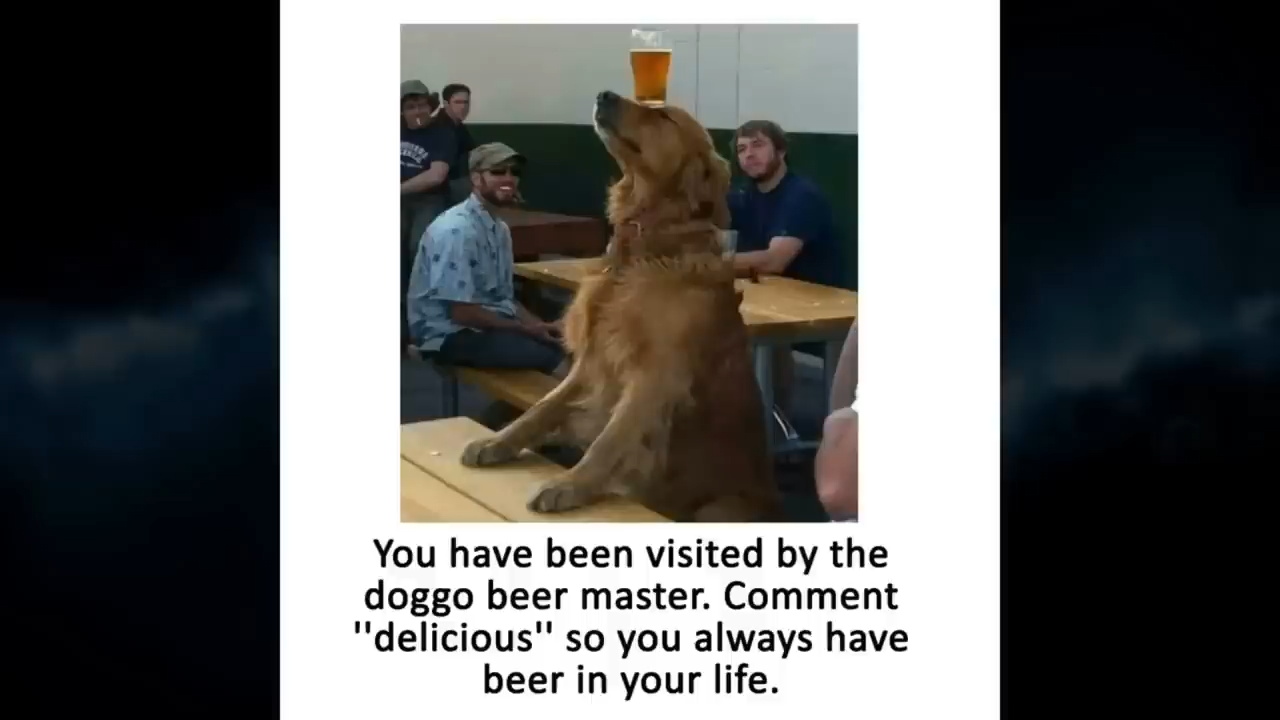 You have been visited by the
doggo beer master. Comment
"delicious" so you always have
beer in your life.